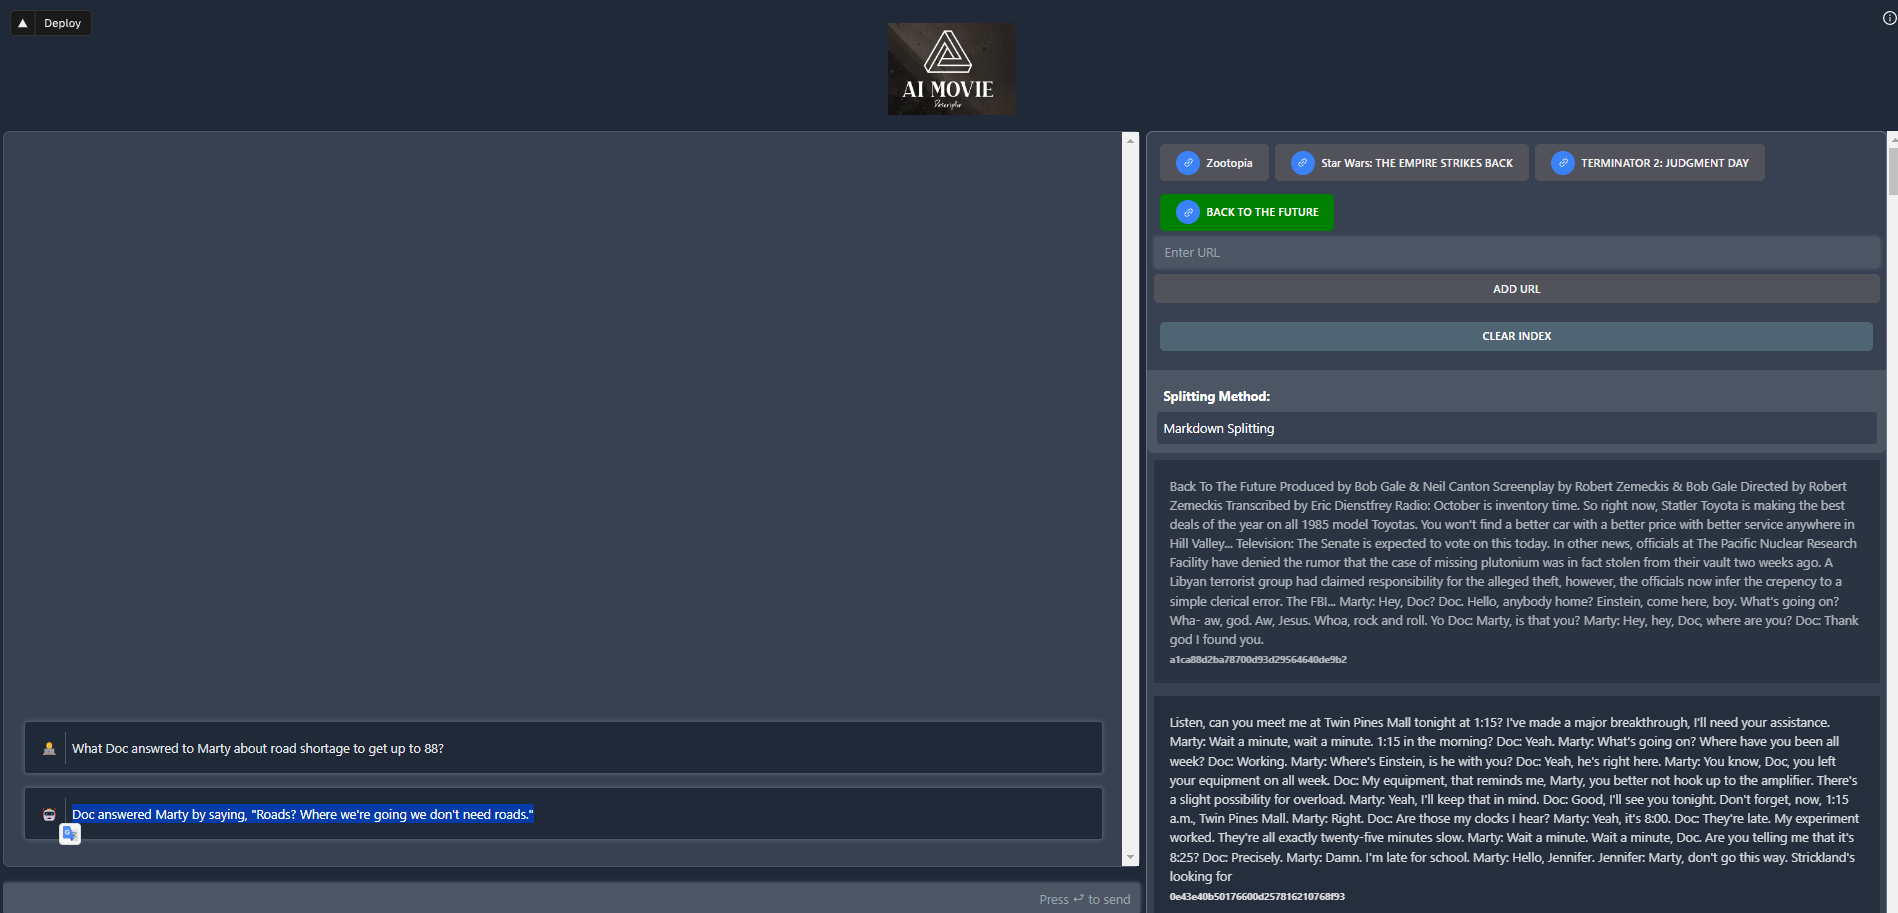 Deploy
AI MOVIE
Descriptor
Zootopia
Star Wars: THE EMPIRE STRIKES BACK
TERMINATOR 2: JUDGMENT DAY
BACK TO THE FUTURE
Enter URL
ADD URL
CLEAR INDEX
Splitting Method:
Markdown Splitting
Back To The Future Produced by Bob Gale & Neil Canton Screenplay by Robert Zemeckis & Bob Gale Directed by Robert
Zemeckis Transcribed by Eric Dienstfrey Radio: October is inventory time. So right now, Statler Toyota is making the best
deals of the year on all 1985 model Toyotas. You won't find a better car with a better price with better service anywhere in
Hill Valley... Television: The Senate is expected to vote on this today. In other news, officials at The Pacific Nuclear Research
Facility have denied the rumor that the case of missing plutonium was in fact stolen from their vault two weeks ago. A
Libyan terrorist group had claimed responsibility for the alleged theft, however, the officials now infer the crepency to a
simple clerical error. The FBI... Marty: Hey, Doc? Doc. Hello, anybody home? Einstein, come here, boy. What's going on?
Wha- aw, god. Aw, Jesus. Whoa, rock and roll. Yo Doc: Marty, is that you? Marty: Hey, hey, Doc, where are you? Doc: Thank
god I found you.
a1ca88d2ba78700d93d29564640de9b2
Listen, can you meet me at Twin Pines Mall tonight at 1:15? I've made a major breakthrough, I'll need your assistance.
Marty: Wait a minute, wait a minute. 1:15 in the morning? Doc: Yeah. Marty: What's going on? Where have you been all
week? Doc: Working. Marty: Where's Einstein, is he with you? Doc: Yeah, he's right here. Marty: You know, Doc, you left
your equipment on all week. Doc: My equipment, that reminds me, Marty, you better not hook up to the amplifier. There's
a slight possibility for overload. Marty: Yeah, I'll keep that in mind. Doc: Good, I'll see you tonight. Don't forget, now, 1:15
a.m., Twin Pines Mall. Marty: Right. Doc: Are those my clocks I hear? Marty: Yeah, it's 8:00. Doc: They're late. My experiment
worked. They're all exactly twenty-five minutes slow. Marty: Wait a minute. Wait a minute, Doc. Are you telling me that it's
8:25? Doc: Precisely. Marty: Damn. I'm late for school. Marty: Hello, Jennifer. Jennifer: Marty, don't go this way. Strickland's
looking for
0e43e40b50176600d257816210768f93
What Doc answred to Marty about road shortage to get up to 88?
Doc answered Marty by saying, "Roads? Where we're going we don't need roads."
Press ⏎ to send